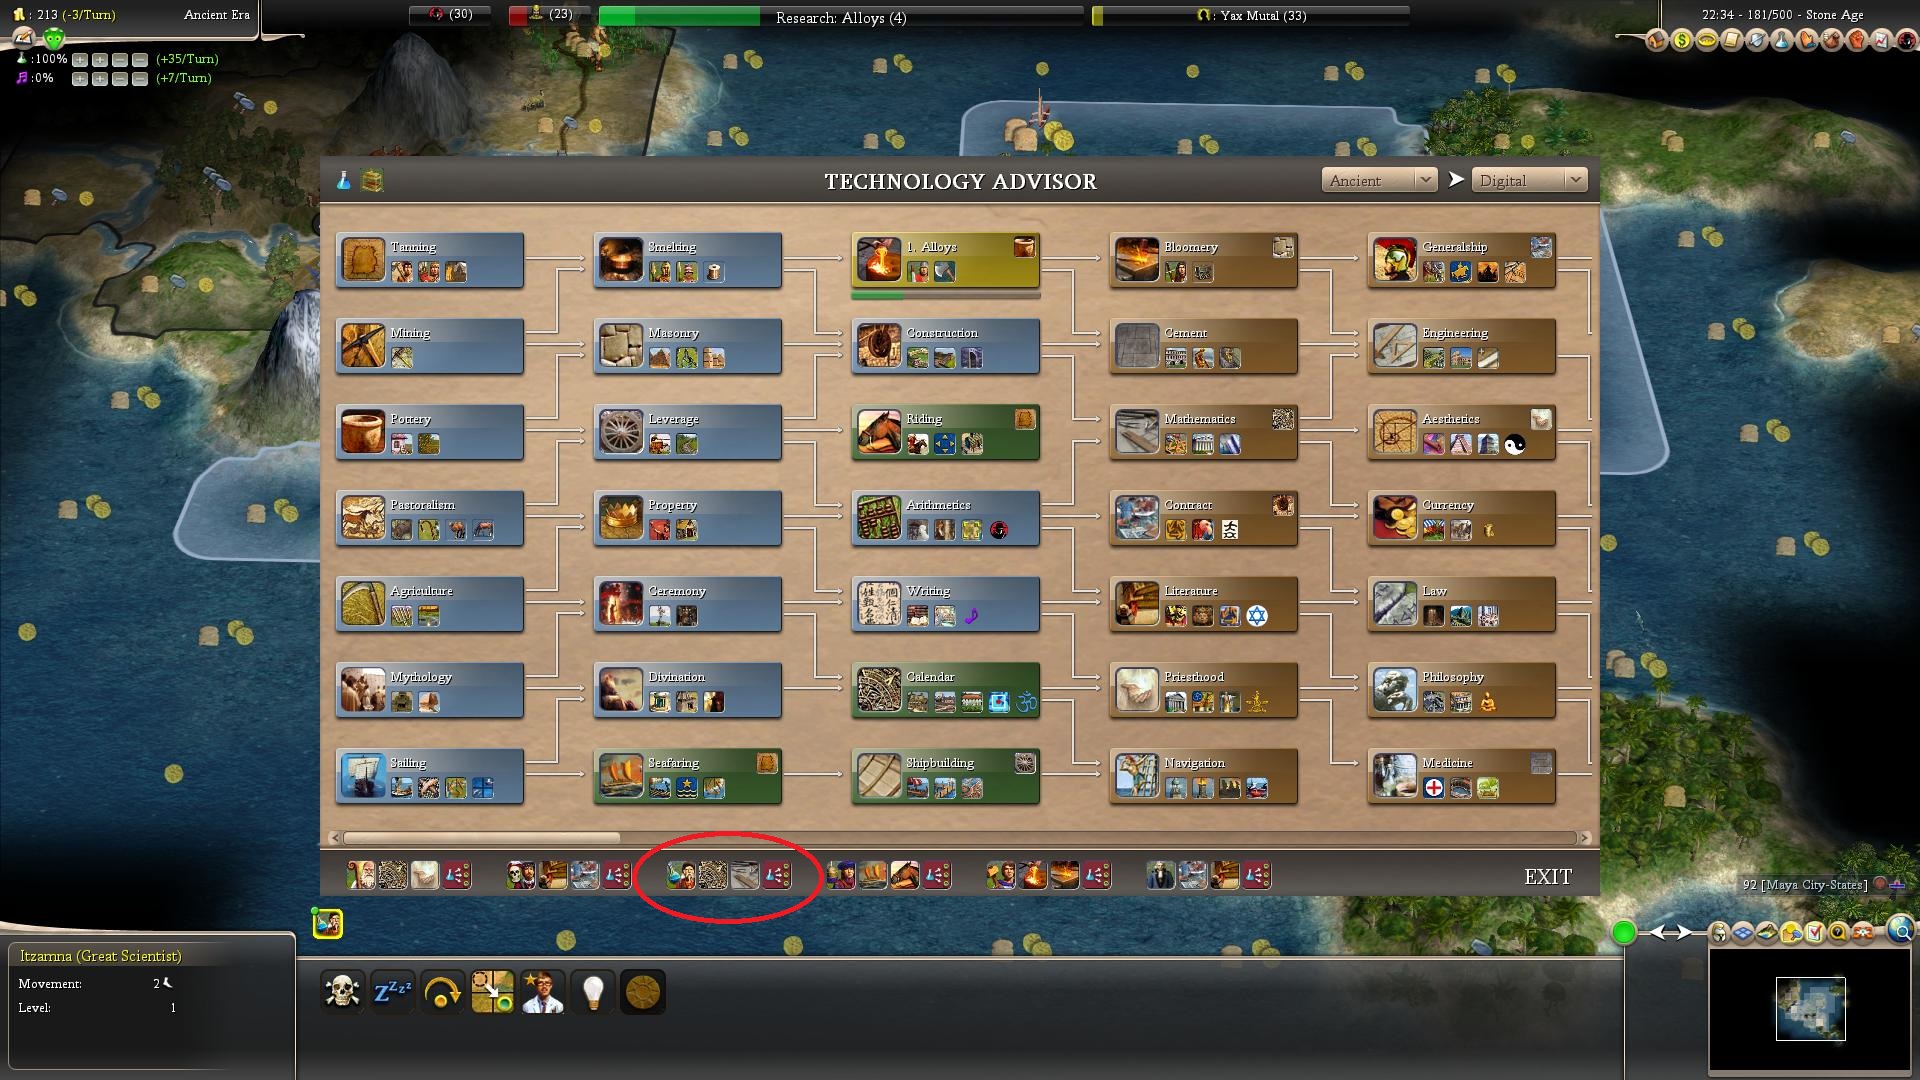 : 213 (-3/Turn)
Ancient Era
(30)
(23)
Research: Alloys (4)
: Yax Mutal (33)
22:34 - 181/500 - Stone Age
:100%
(+35/Turn)
:0%
(+7/Turn)
TECHNOLOGY ADVISOR
Ancient
Digital
Tanning
Smelting
1. Alloys
Bloomery
Generalship
Mining
Masonry
Construction
Cement
Engineering
Pottery
Leverage
Riding
Mathematics
Aesthetics
Pastoralism
Property
Arithmetics
Contract
Currency
Agriculture
Ceremony
Writing
Literature
Law
Mythology
Divination
Calendar
Priesthood
Philosophy
Sailing
Seafaring
Shipbuilding
Navigation
Medicine
EXIT
92 [Maya City-States]
Itzamna (Great Scientist)
Movement:
2
Level:
1
ZZzz